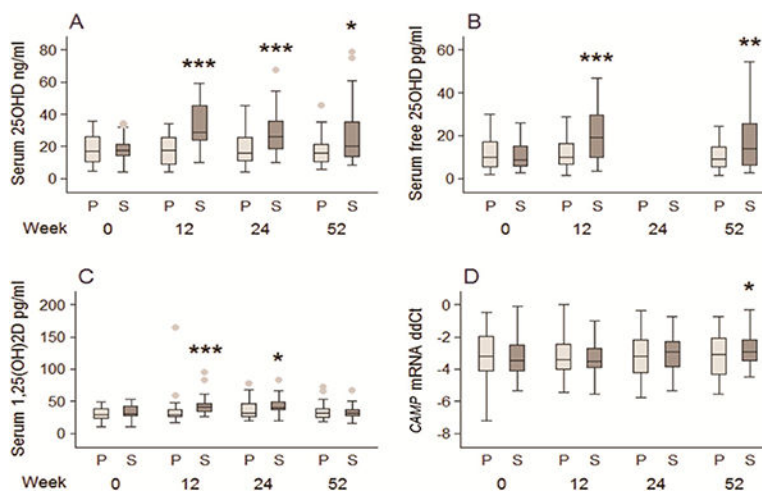 A
Serum 25OHD ng/ml
80
60
40
20
0
***
***
*
P S P S P S P S
Week 0 12 24 52
B
Serum free 25OHD pg/ml
60
40
20
0
***
**
P S P S P S P S
0 12 24 52
C
Serum 1,25(OH)2D pg/ml
200
150
100
50
0
***
*
P S P S P S P S
Week 0 12 24 52
D
CAMP mRNA ddCt
0
-2
-4
-6
-8
*
P S P S P S P S
0 12 24 52